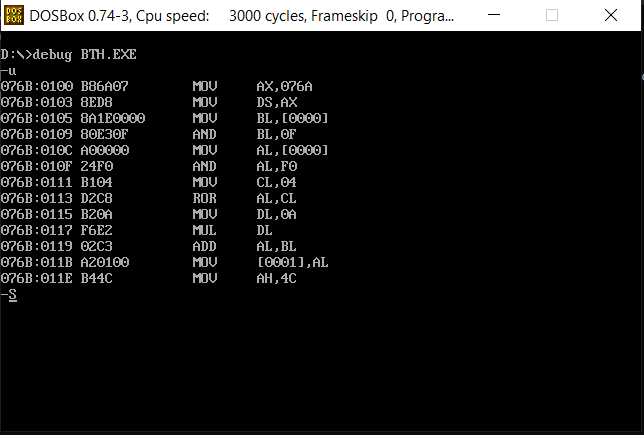 DOS BOX DOSBox 0.74-3, Cpu speed: 3000 cycles, Frameskip 0, Progra...
D:\>debug BTH.EXE
-u
076B:0100 B86A07 MOV AX,076A
076B:0103 8ED8 MOV DS,AX
076B:0105 8A1E0000 MOV BL,[0000]
076B:0109 80E30F AND BL,0F
076B:010C A00000 MOV AL,[0000]
076B:010F 24F0 AND AL,F0
076B:0111 B104 MOV CL,04
076B:0113 D2C8 ROR AL,CL
076B:0115 B20A MOV DL,0A
076B:0117 F6E2 MUL DL
076B:0119 02C3 ADD AL,BL
076B:011B A20100 MOV [0001],AL
076B:011E B44C MOV AH,4C
-S